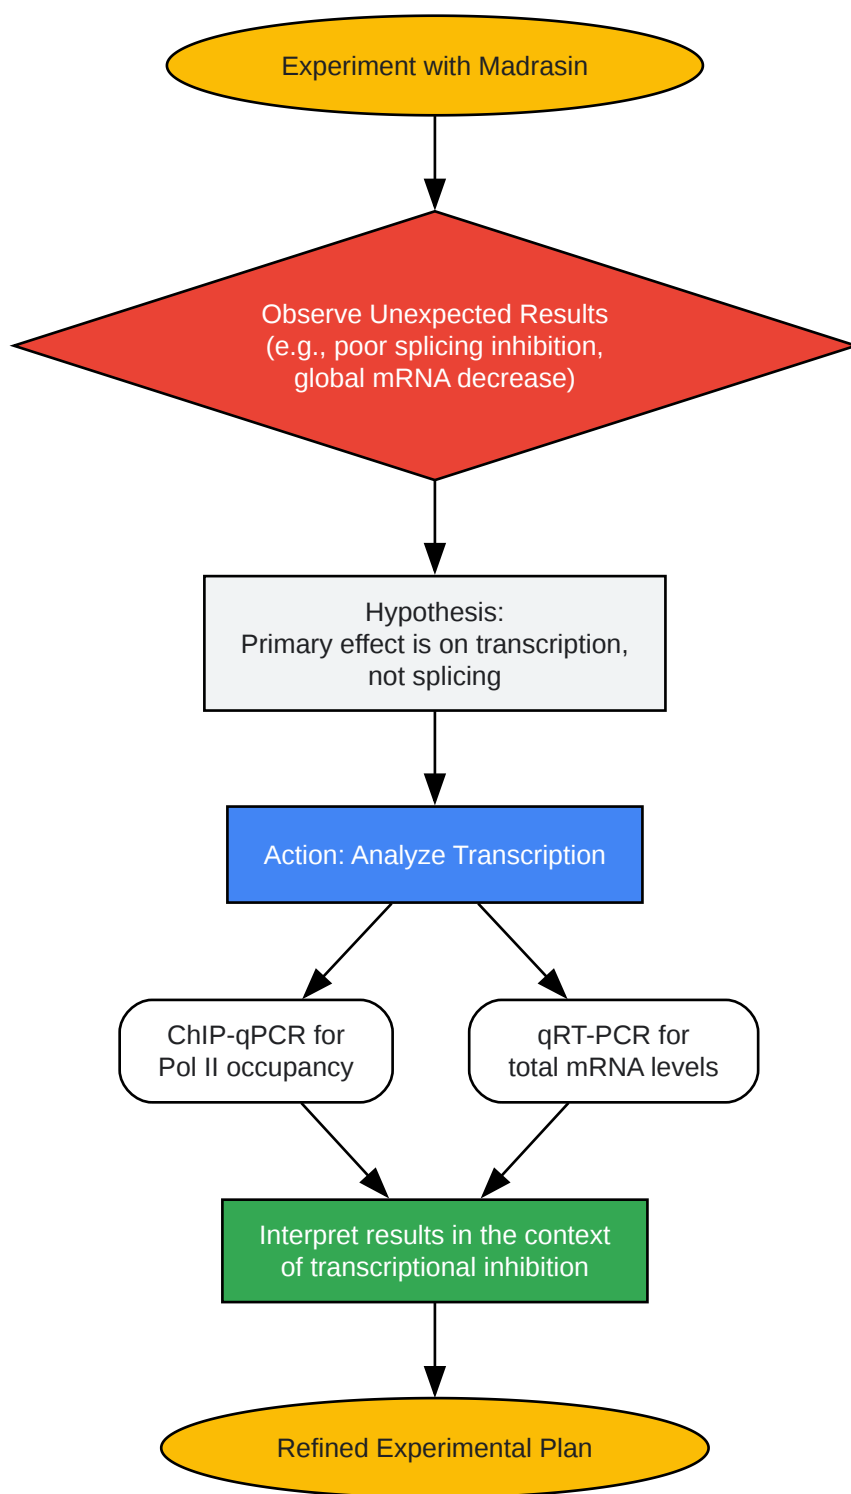 Experiment with Madrasin
Observe Unexpected Results
(e.g., poor splicing inhibition,
global mRNA decrease)
Hypothesis:
Primary effect is on transcription,
not splicing
Action: Analyze Transcription
ChIP-qPCR for
Pol II occupancy
qRT-PCR for
total mRNA levels
Interpret results in the context
of transcriptional inhibition
Refined Experimental Plan